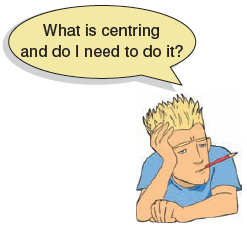 What is centring
and do I need to do it?